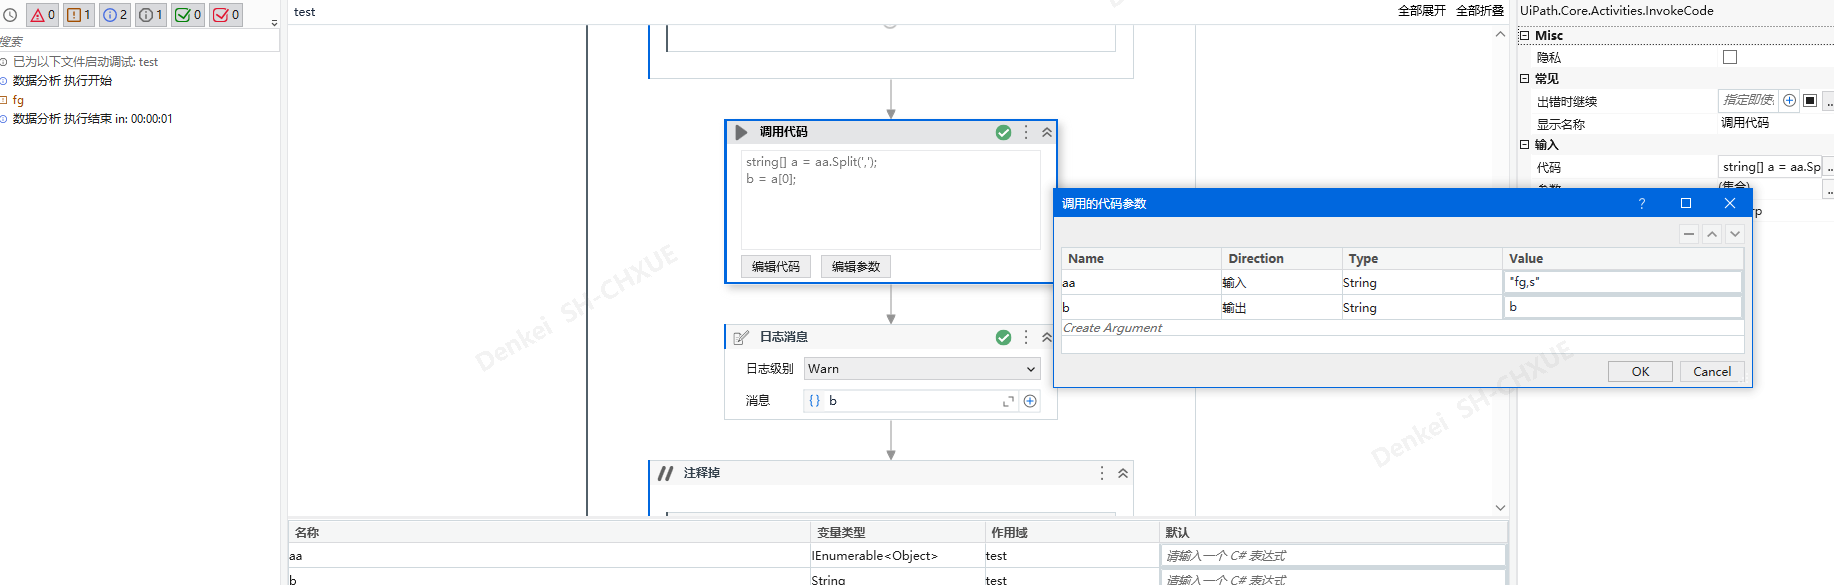 0 1 2 1 0 0
搜索
已为以下文件启动调试: test
数据分析 执行开始
fg
数据分析 执行结束 in: 00:00:01
test
全部展开 全部折叠
调用代码
string[] a = aa.Split(',');
b = a[0];
编辑代码 编辑参数
日志消息
日志级别 Warn
消息 {} b
注释掉
名称 变量类型 作用域 默认
aa IEnumerable<Object> test 请输入一个 C# 表达式
b String test 请输入一个 C# 表达式
UiPath.Core.Activities.InvokeCode
Misc
隐私
常见
出错时继续 指定即使
显示名称 调用代码
输入
代码 string[] a = aa.Sp
参数 (集合)
rp
调用的代码参数
Name Direction Type Value
aa 输入 String "fg,s"
b 输出 String b
Create Argument
OK Cancel
Denkei SH-CHXUE
Denkei SH-CHXUE